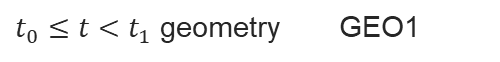 t₀ ≤ t < t₁ geometry GEO1